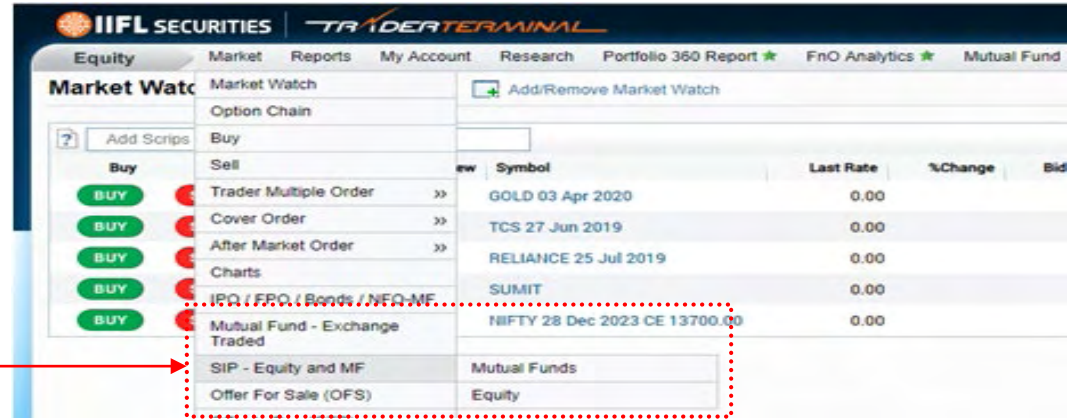 IIFL SECURITIES TRADER TERMINAL
Equity Market Reports My Account Research Portfolio 360 Report FnO Analytics Mutual Fund
Market Watc Market Watch Add/Remove Market Watch
Option Chain
? Add Scrips Buy
Buy Sell ew Symbol Last Rate %Change Bid
BUY S Trader Multiple Order » GOLD 03 Apr 2020 0.00
BUY Cover Order » TCS 27 Jun 2019 0.00
BUY After Market Order » RELIANCE 25 Jul 2019 0.00
Charts
BUY IPO / FPO / Bonds / NFO-MF SUMIT 0.00
BUY Mutual Fund - Exchange Traded NIFTY 28 Dec 2023 CE 13700.00 0.00
SIP - Equity and MF Mutual Funds
Offer For Sale (OFS) Equity